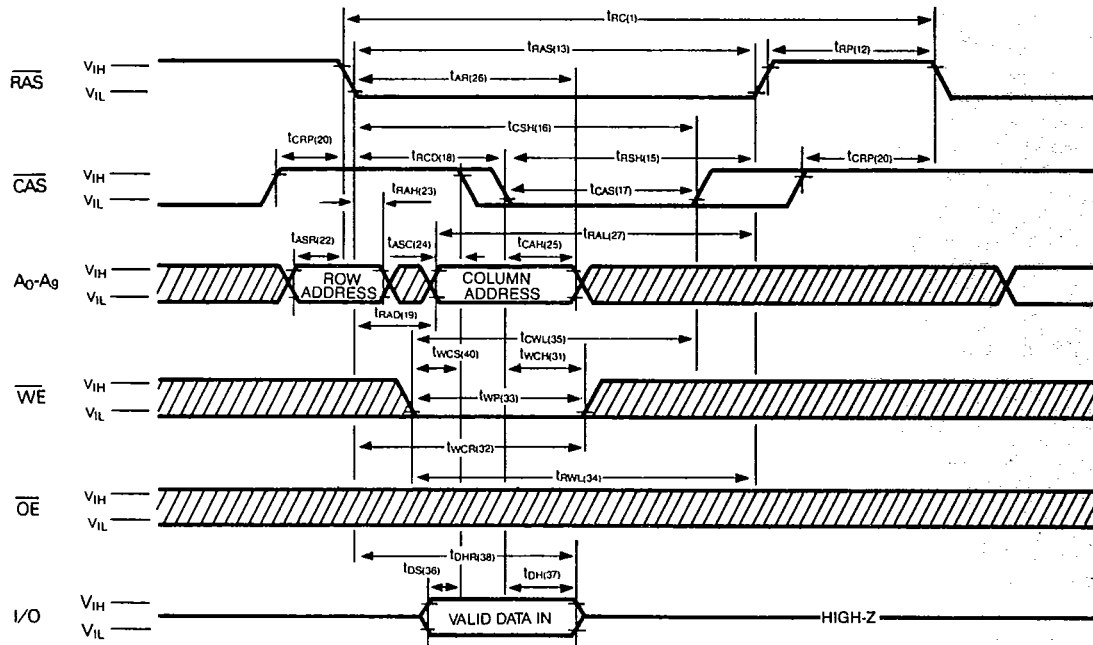 tRC(1)
tRAS(13)
tRP(12)
VIH
RAS
tAR(26)
VIL
tCSH(16)
tCRP(20)
tRCD(18)
tRSH(15)
tCRP(20)
VIH
CAS
tRAH(23)
tCAS(17)
VIL
tRAL(27)
tASR(22)
tASC(24)
tCAH(25)
VIH
A0-A9
ROW ADDRESS
COLUMN ADDRESS
VIL
tRAD(19)
tCWL(35)
tWCS(40)
tWCH(31)
VIH
WE
tWP(33)
VIL
tWCR(32)
tRWL(34)
VIH
OE
VIL
tDHR(38)
tDS(36)
tDH(37)
VIH
I/O
VALID DATA IN
HIGH-Z
VIL